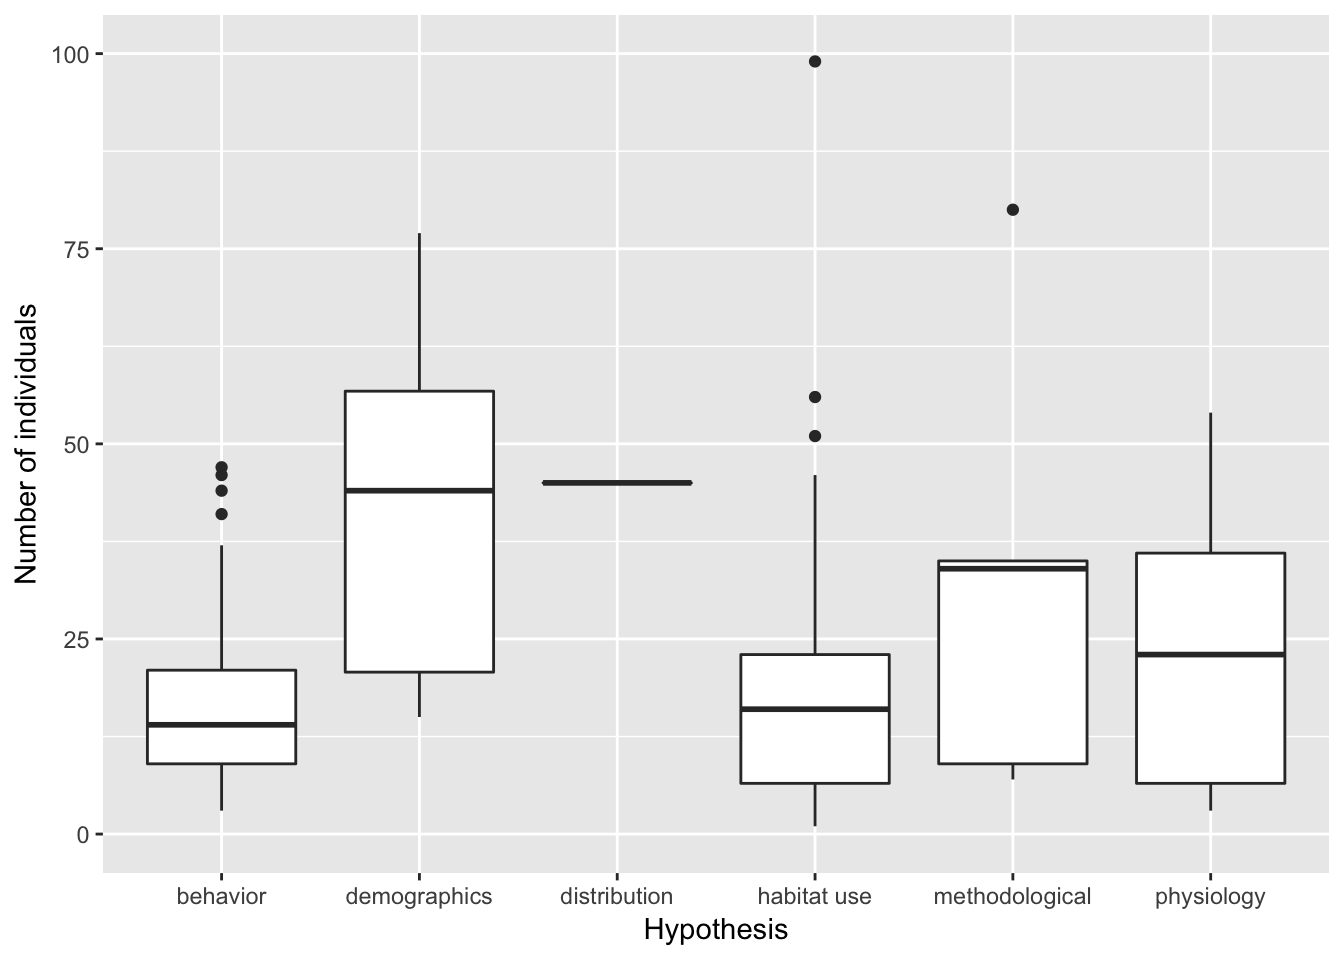 100
75
50
25
0
Number of individuals
behavior demographics distribution habitat use methodological physiology
Hypothesis